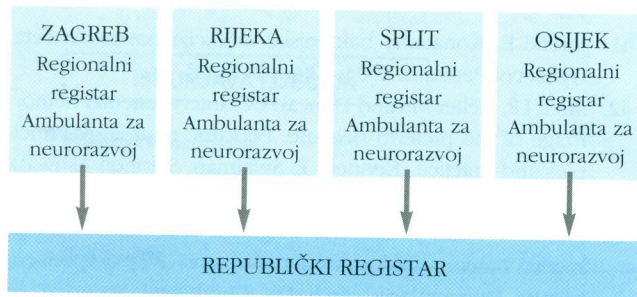 ZAGREB
Regionalni
registar
Ambulanta za
neurorazvoj
RIJEKA
Regionalni
registar
Ambulanta za
neurorazvoj
SPLIT
Regionalni
registar
Ambulanta za
neurorazvoj
OSIJEK
Regionalni
registar
Ambulanta za
neurorazvoj
REPUBLIČKI REGISTAR